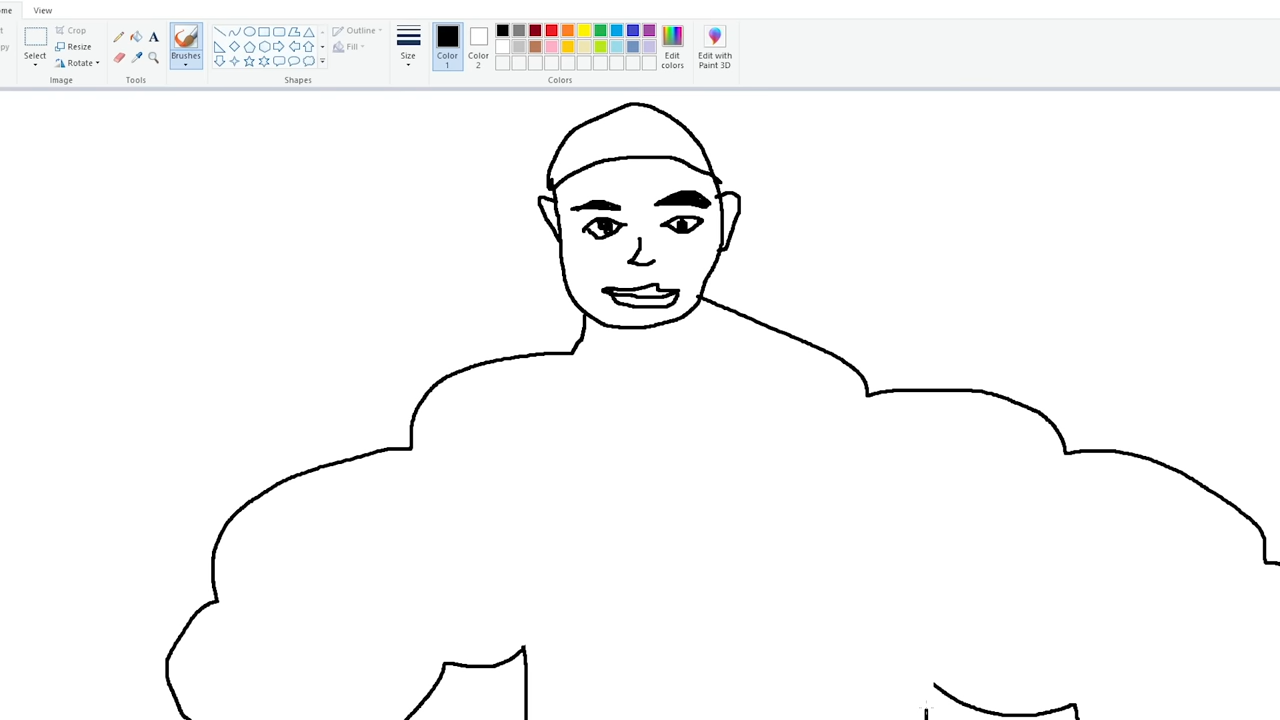 ome View
Crop
Resize
Rotate
Select
Image
Tools
Brushes
Outline
Fill
Shapes
Size
Color 1
Color 2
Colors
Edit colors
Edit with Paint 3D